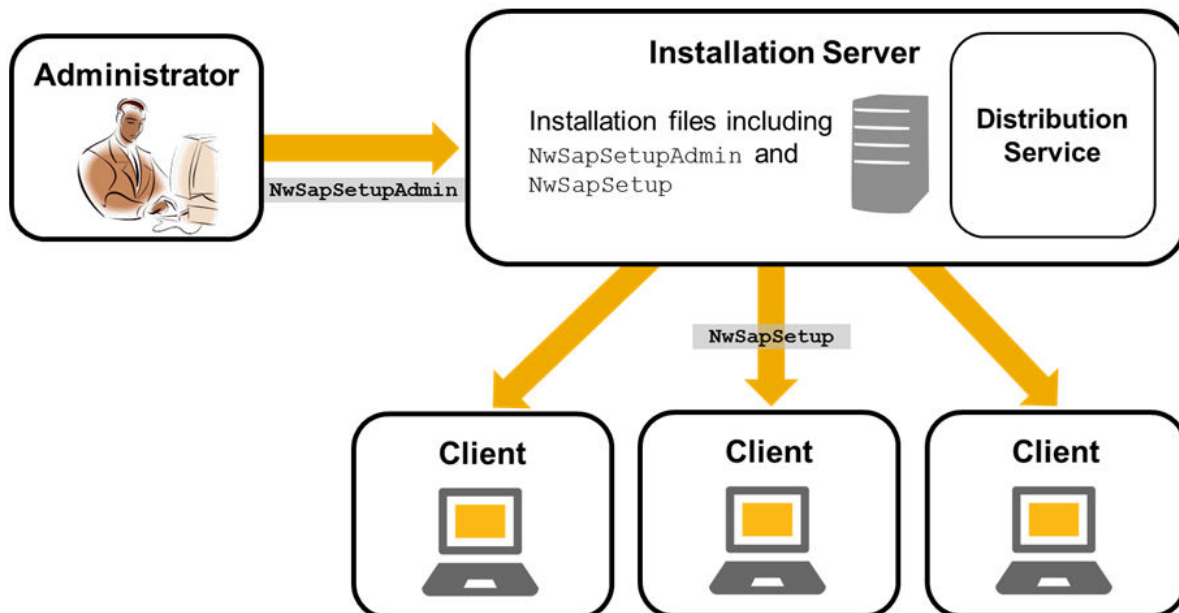 Administrator
NwSapSetupAdmin
Installation Server
Installation files including
NwSapSetupAdmin and
NwSapSetup
Distribution
Service
NwSapSetup
Client
Client
Client